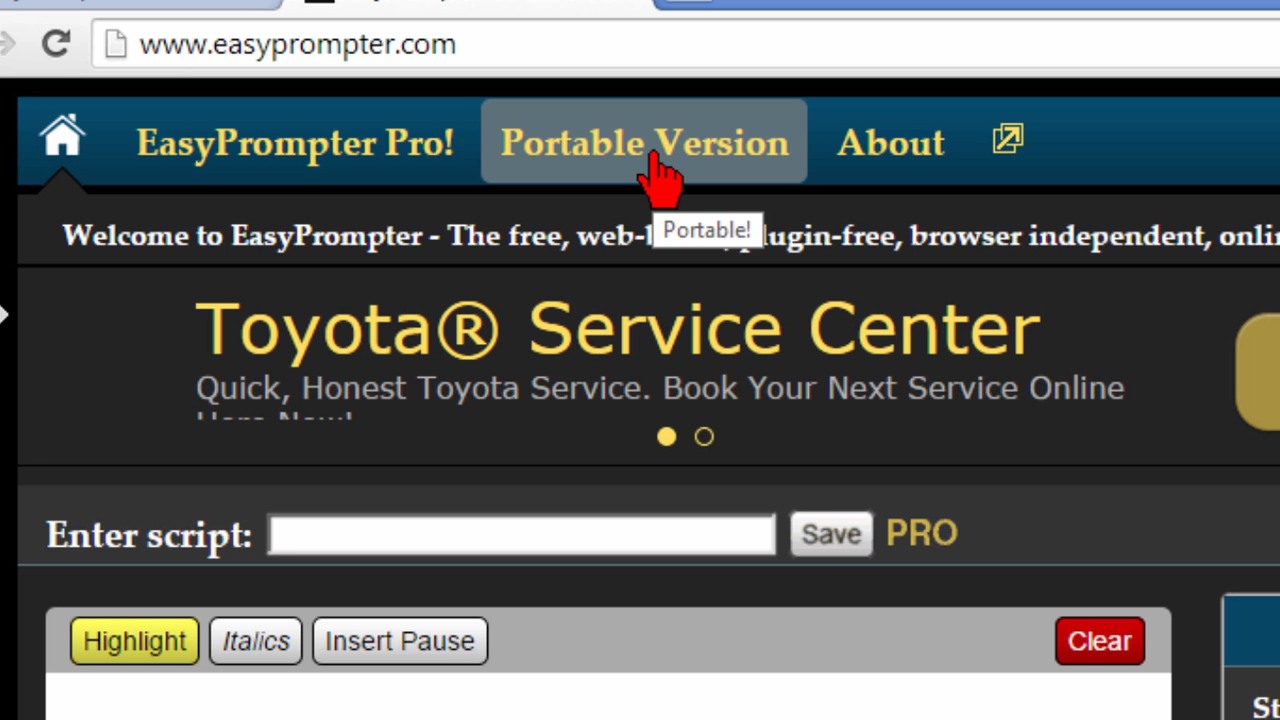 www.easyprompter.com
EasyPrompter Pro! Portable Version About
Portable!
Welcome to EasyPrompter - The free, plugin-free, browser independent,
Toyota® Service Center
Quick, Honest Toyota Service. Book Your Next Service Online
Here Now!
Enter script: Save PRO
Highlight Italics Insert Pause Clear